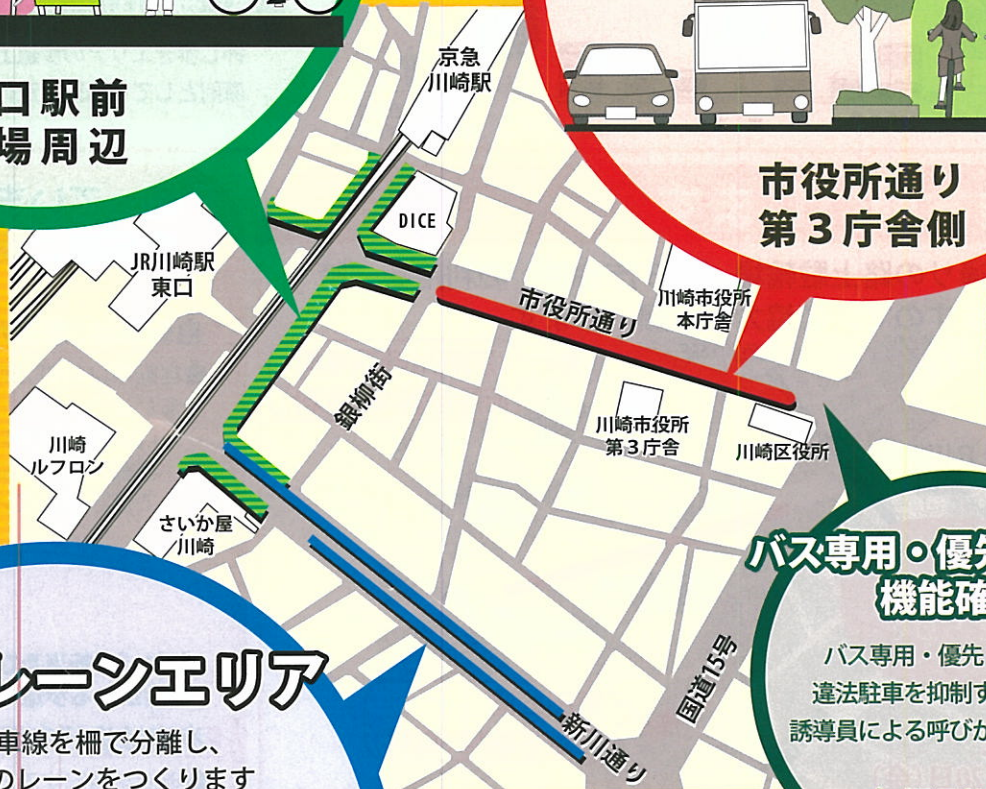 京急
川崎駅
口駅前
場周辺
市役所通り
第3庁舎側
DICE
JR川崎駅
東口
川崎市役所
本庁舎
市役所通り
銀柳街
川崎市役所
第3庁舎
川崎区役所
川崎
ルフロン
さいか屋
川崎
バス専用・優先
機能確
バス専用・優先
違法駐車を抑制す
誘導員による呼びか
国道15号
新川通り
レーンエリア
車線を柵で分離し、
のレーンをつくります